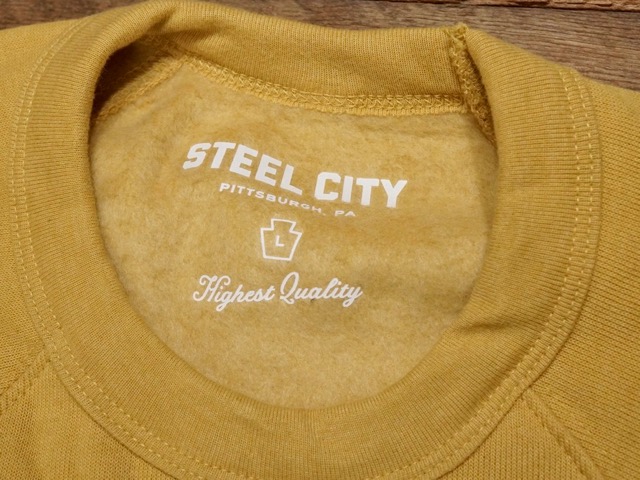 STEEL CITY
PITTSBURGH, PA
L
Highest Quality